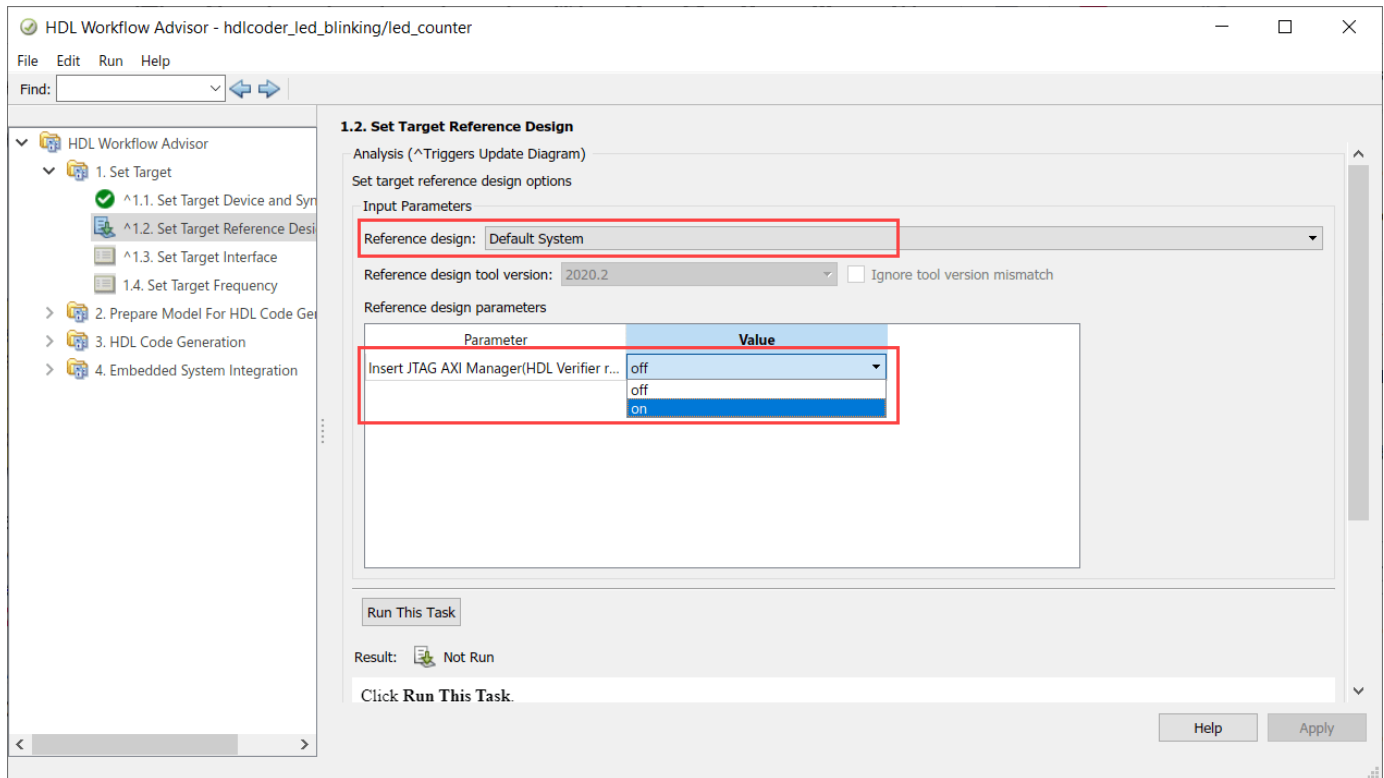 HDL Workflow Advisor - hdlcoder_led_blinking/led_counter
File Edit Run Help
Find:
HDL Workflow Advisor
1. Set Target
^1.1. Set Target Device and Syn
^1.2. Set Target Reference Desi
^1.3. Set Target Interface
1.4. Set Target Frequency
2. Prepare Model For HDL Code Ge
3. HDL Code Generation
4. Embedded System Integration
1.2. Set Target Reference Design
Analysis (^Triggers Update Diagram)
Set target reference design options
Input Parameters
Reference design: Default System
Reference design tool version: 2020.2 Ignore tool version mismatch
Reference design parameters
Parameter Value
Insert JTAG AXI Manager(HDL Verifier r... off
off
on
Run This Task
Result: Not Run
Click Run This Task.
Help Apply